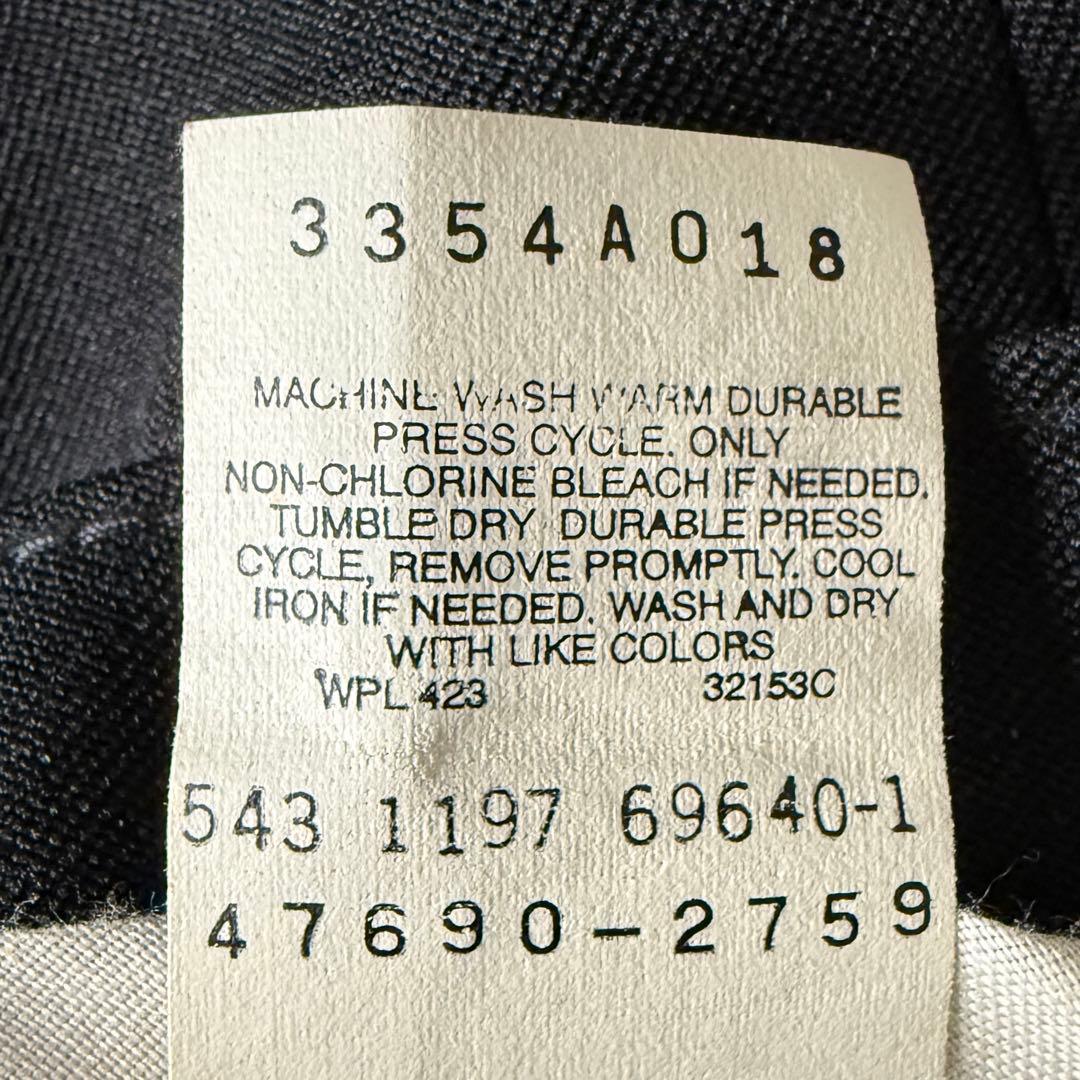 3354A018
MACHINE WASH WARM DURABLE
PRESS CYCLE. ONLY
NON-CHLORINE BLEACH IF NEEDED.
TUMBLE DRY DURABLE PRESS
CYCLE, REMOVE PROMPTLY. COOL
IRON IF NEEDED. WASH AND DRY
WITH LIKE COLORS
WPL 423 32153C
543 1197 69640-1
47690-2759